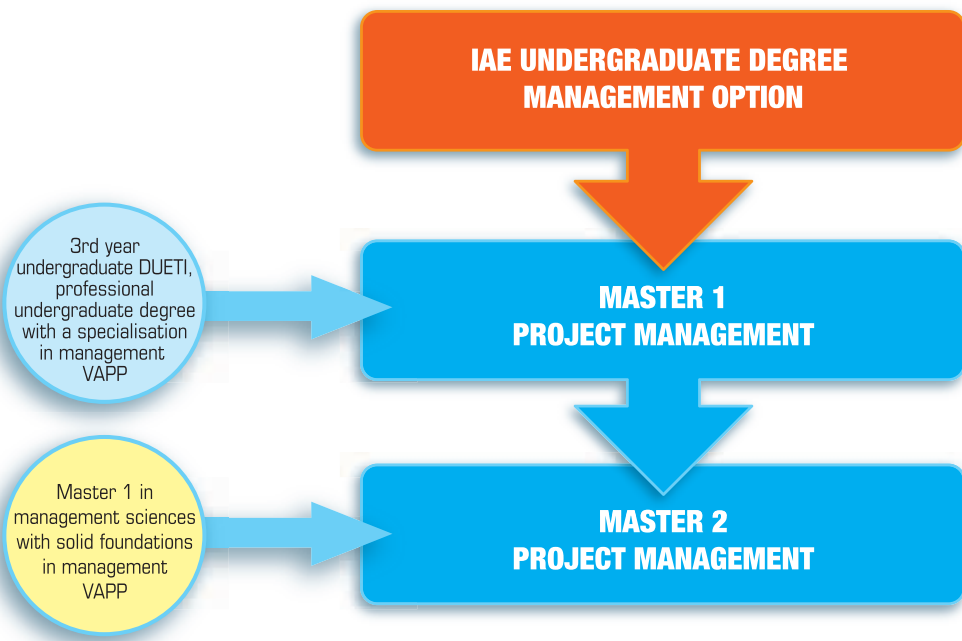 IAE UNDERGRADUATE DEGREE
MANAGEMENT OPTION
3rd year
undergraduate DUETI,
professional
undergraduate degree
with a specialisation
in management
VAPP
MASTER 1
PROJECT MANAGEMENT
Master 1 in
management sciences
with solid foundations
in management
VAPP
MASTER 2
PROJECT MANAGEMENT